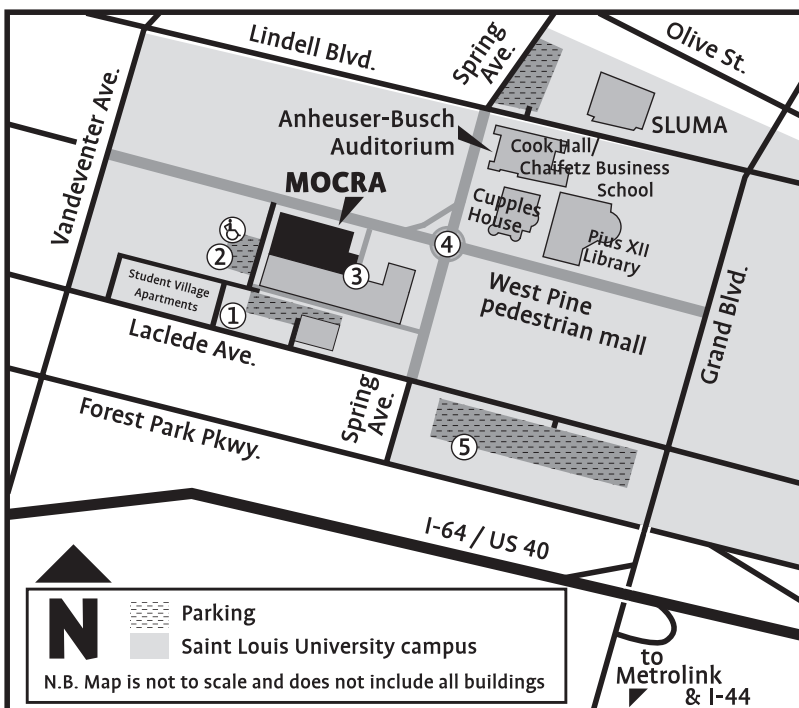 Lindell Blvd.
Spring
Ave.
Olive St.
Vandeventer Ave.
Anheuser-Busch
Auditorium
SLUMA
Cook Hall/
Chaifetz Business
School
MOCRA
Cupples
House
Pius XII
Library
4
2
3
Student Village
Apartments
1
West Pine
pedestrian mall
Grand Blvd.
Laclede Ave.
Spring
Ave.
Forest Park Pkwy.
5
I-64 / US 40
N
Parking
Saint Louis University campus
N.B. Map is not to scale and does not include all buildings
to
Metrolink
& I-44